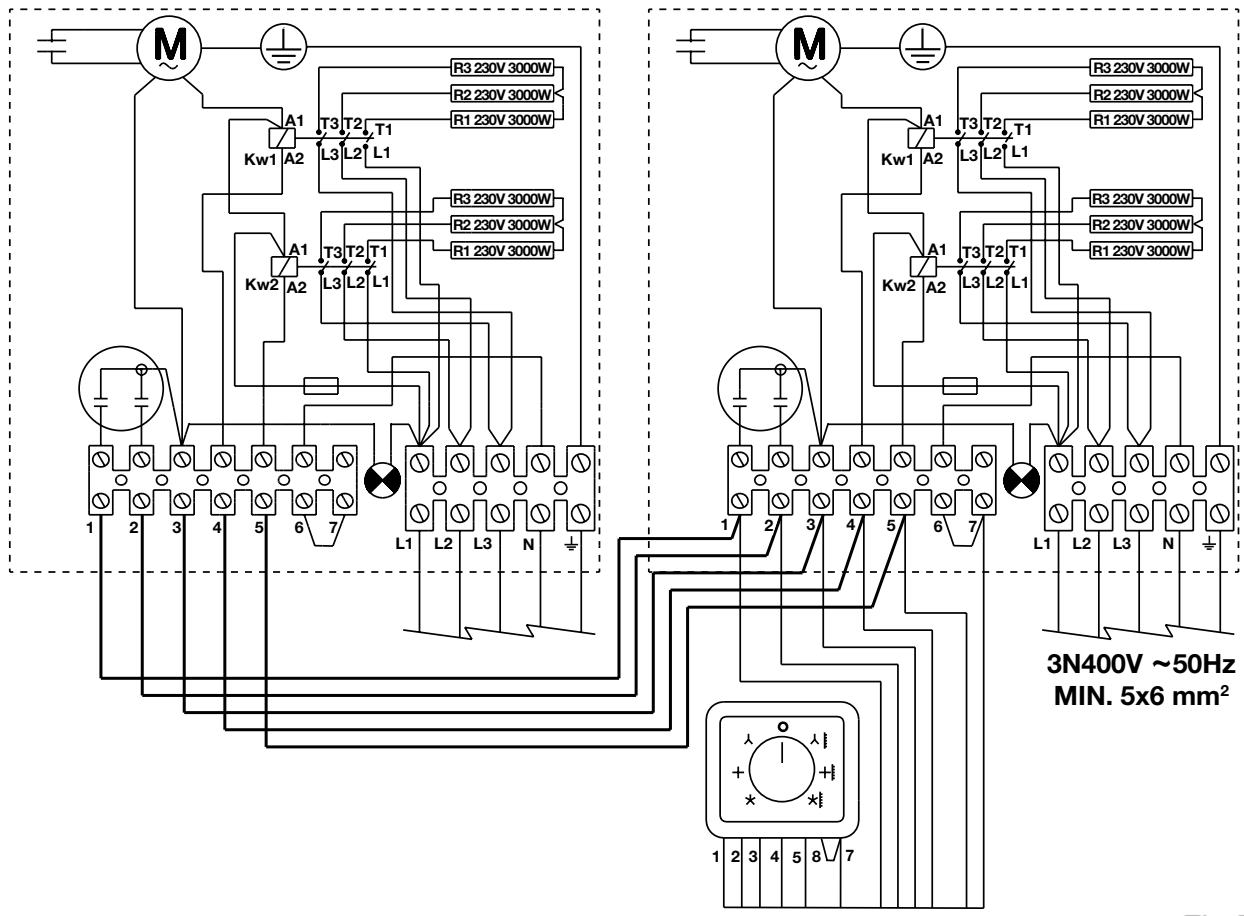 M
M
R3 230V 3000W
R2 230V 3000W
R1 230V 3000W
A1
T3 T2 T1
Kw1 A2
L3 L2 L1
R3 230V 3000W
R2 230V 3000W
R1 230V 3000W
A1
T3 T2 T1
Kw2 A2
L3 L2 L1
R3 230V 3000W
R2 230V 3000W
R1 230V 3000W
A1
T3 T2 T1
Kw1 A2
L3 L2 L1
R3 230V 3000W
R2 230V 3000W
R1 230V 3000W
A1
T3 T2 T1
Kw2 A2
L3 L2 L1
1 2 3 4 5 6 7
L1 L2 L3 N
1 2 3 4 5 6 7
L1 L2 L3 N
3N400V ~50Hz
MIN. 5x6 mm²
1 2 3 4 5 8 7